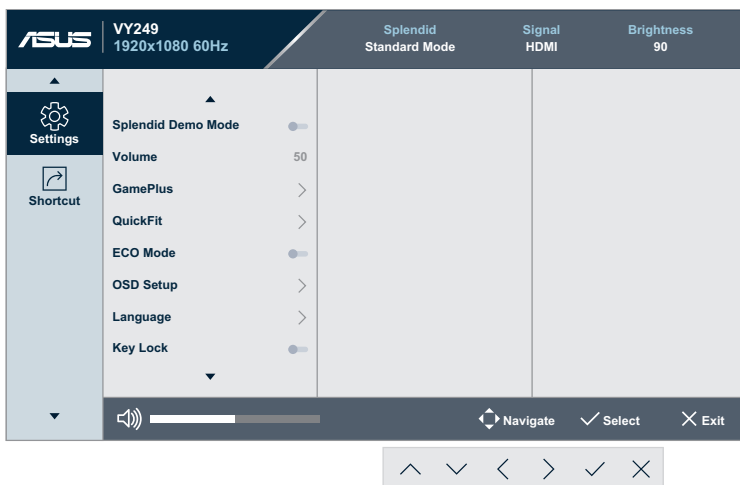 ASUS
VY249
1920x1080 60Hz
Splendid
Standard Mode
Signal
HDMI
Brightness
90
Settings
Shortcut
Splendid Demo Mode
Volume 50
GamePlus
QuickFit
ECO Mode
OSD Setup
Language
Key Lock
Navigate Select Exit